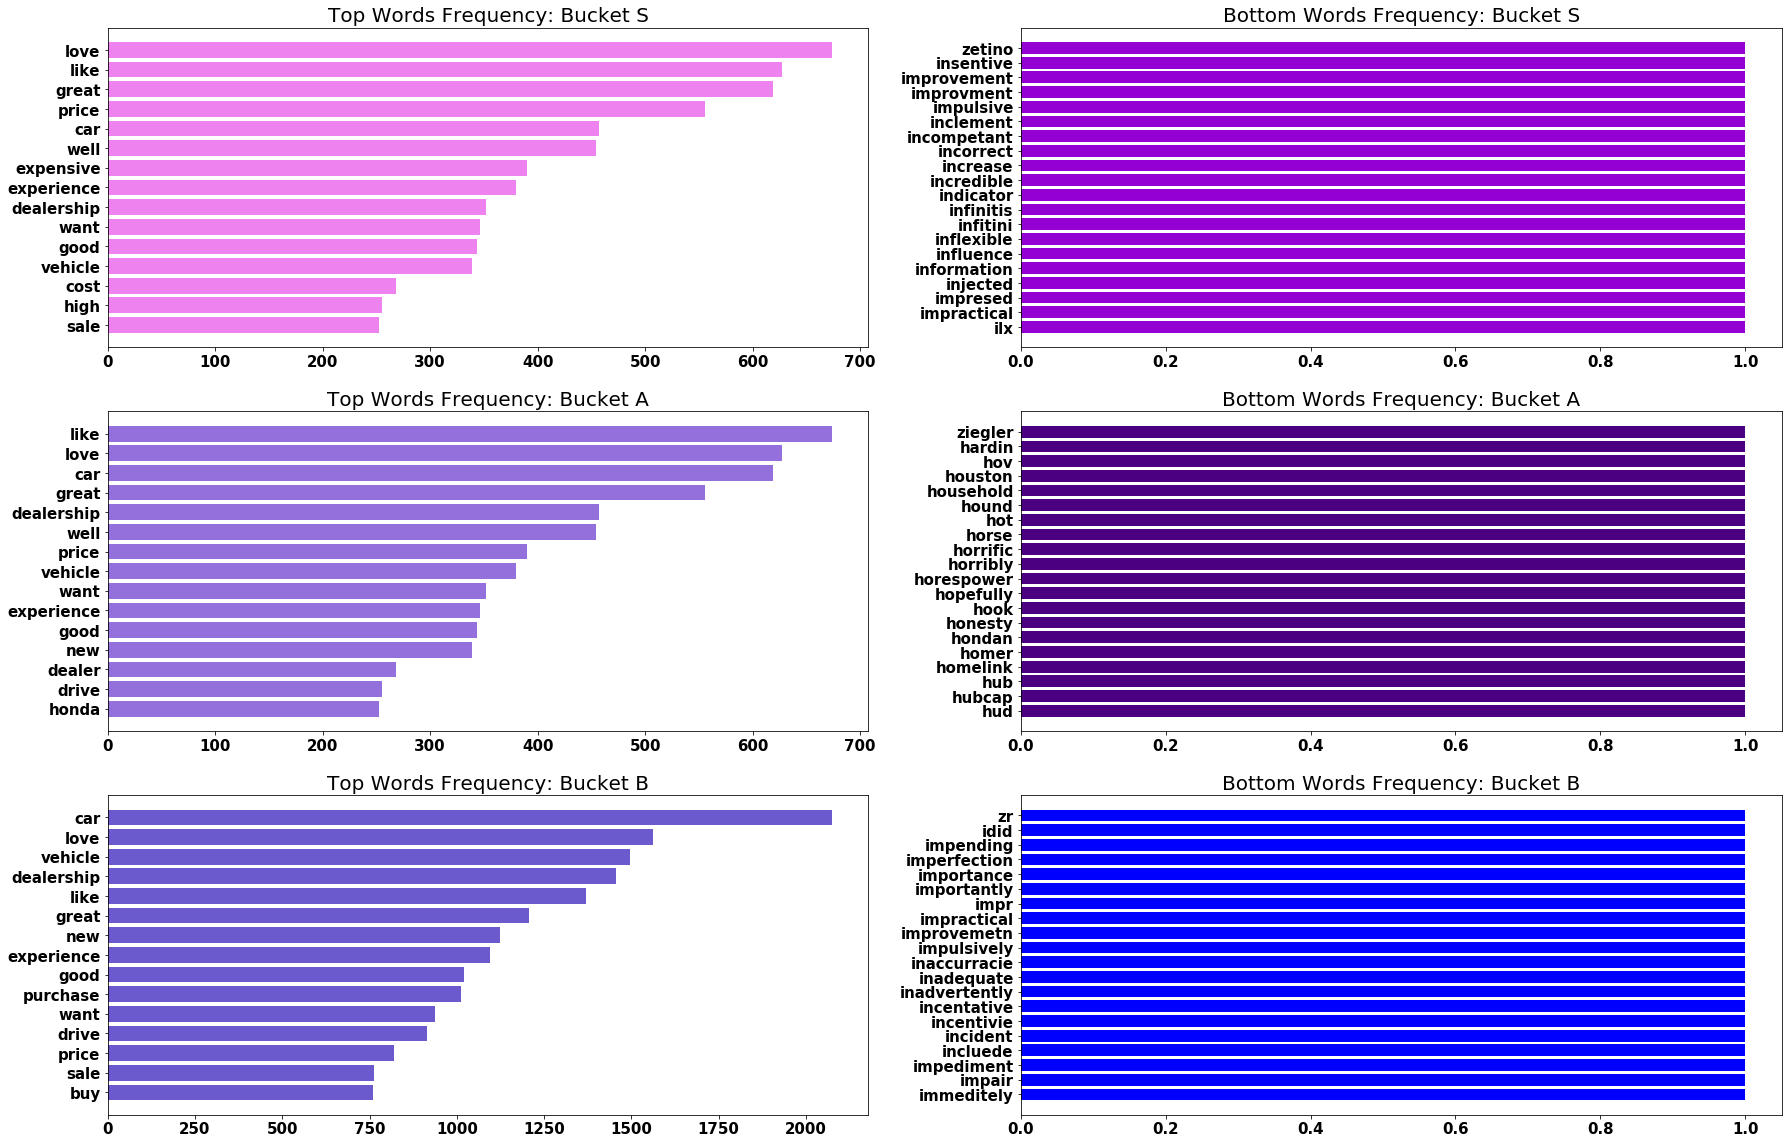 Top Words Frequency: Bucket S
love
like
great
price
car
well
expensive
experience
dealership
want
good
vehicle
cost
high
sale
0 100 200 300 400 500 600 700
Bottom Words Frequency: Bucket S
zetino
insentive
improvement
improvment
impulsive
inclement
incompetant
incorrect
increase
incredible
indicator
infinitis
infitini
inflexible
influence
information
injected
impresed
impractical
ilx
0.0 0.2 0.4 0.6 0.8 1.0
Top Words Frequency: Bucket A
like
love
car
great
dealership
well
price
vehicle
want
experience
good
new
dealer
drive
honda
0 100 200 300 400 500 600 700
Bottom Words Frequency: Bucket A
ziegler
hardin
hov
houston
household
hound
hot
horse
horrific
horribly
horespower
hopefully
hook
honesty
hondan
homer
homelink
hub
hubcap
hud
0.0 0.2 0.4 0.6 0.8 1.0
Top Words Frequency: Bucket B
car
love
vehicle
dealership
like
great
new
experience
good
purchase
want
drive
price
sale
buy
0 250 500 750 1000 1250 1500 1750 2000
Bottom Words Frequency: Bucket B
zr
idid
impending
imperfection
importance
importantly
impr
impractical
improvemetn
impulsively
inaccurracie
inadequate
inadvertently
incentative
incentivie
incident
incluede
impediment
impair
immeditely
0.0 0.2 0.4 0.6 0.8 1.0